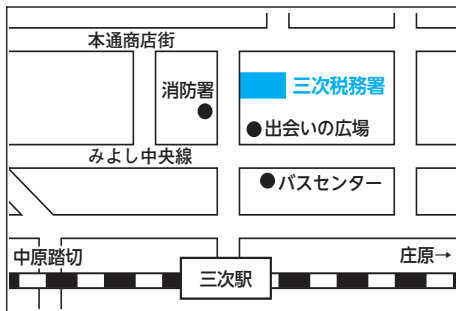 本通商店街
消防署
三次税務署
出会いの広場
みよし中央線
バスセンター
中原踏切
庄原→
三次駅